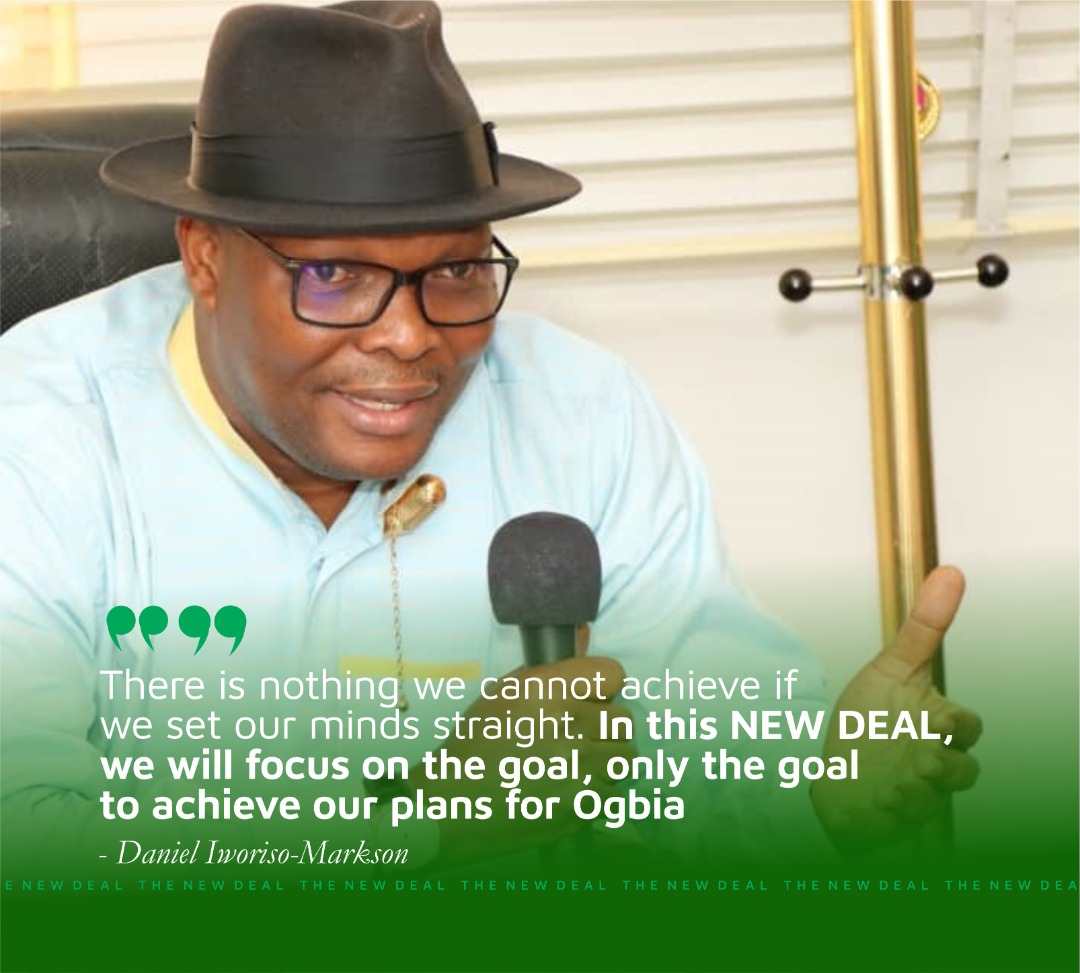 There is nothing we cannot achieve if
we set our minds straight. In this NEW DEAL,
we will focus on the goal, only the goal
to achieve our plans for Ogbia
- Daniel Iworiso-Markson
E NEW DEAL THE NEW DEAL THE NEW DEAL THE NEW DEAL THE NEW DEAL THE NEW DEAL THE NEW DEA